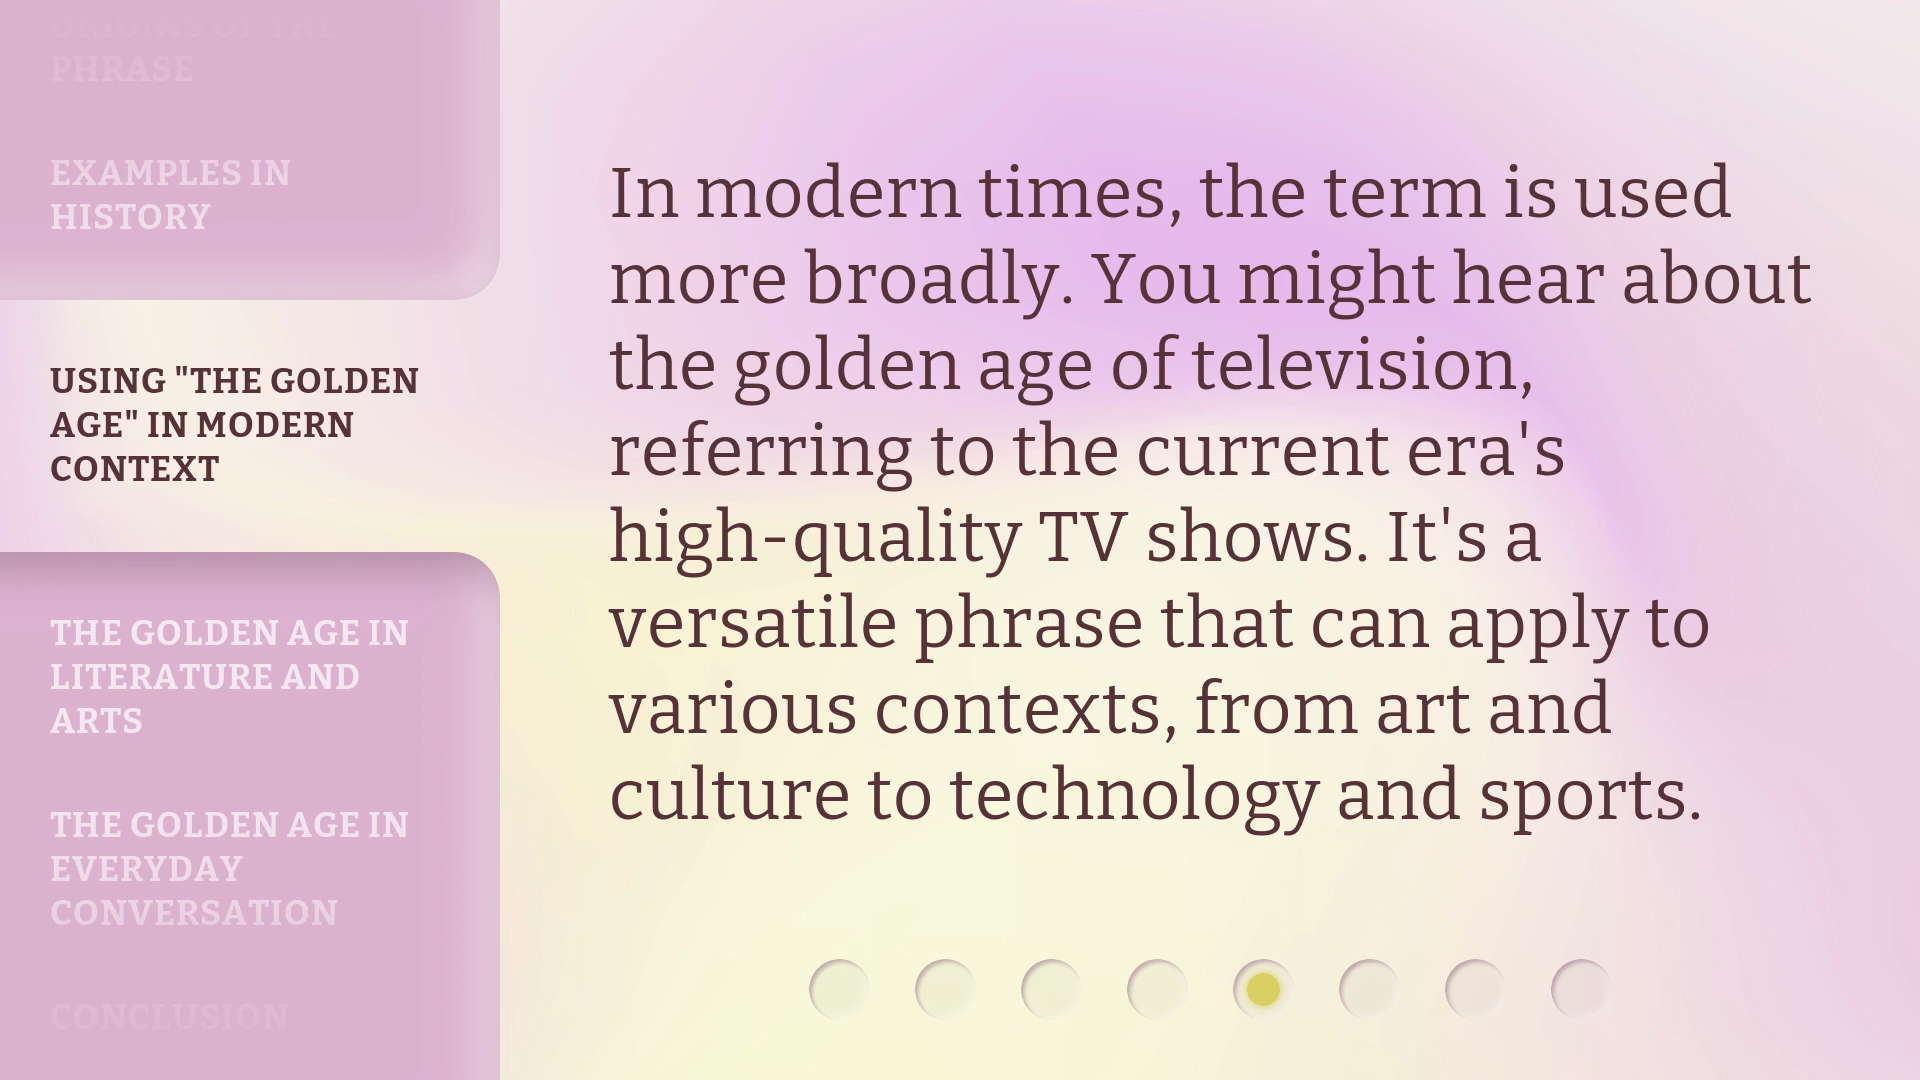 ORIGINS OF THE
PHRASE
EXAMPLES IN
HISTORY
USING "THE GOLDEN
AGE" IN MODERN
CONTEXT
THE GOLDEN AGE IN
LITERATURE AND
ARTS
THE GOLDEN AGE IN
EVERYDAY
CONVERSATION
CONCLUSION
In modern times, the term is used
more broadly. You might hear about
the golden age of television,
referring to the current era's
high-quality TV shows. It's a
versatile phrase that can apply to
various contexts, from art and
culture to technology and sports.